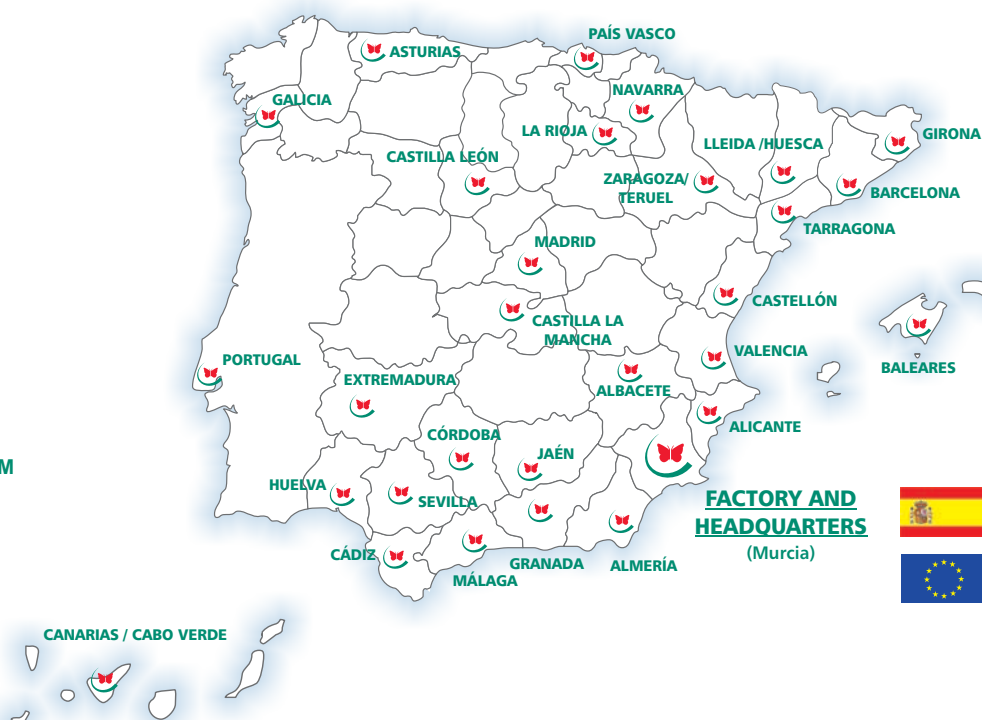 PAÍS VASCO
ASTURIAS
NAVARRA
GALICIA
LA RIOJA
GIRONA
LLEIDA /HUESCA
CASTILLA LEÓN
ZARAGOZA/
TERUEL
BARCELONA
TARRAGONA
MADRID
CASTELLÓN
CASTILLA LA
MANCHA
VALENCIA
PORTUGAL
BALEARES
EXTREMADURA
ALBACETE
ALICANTE
CÓRDOBA
JAÉN
M
HUELVA
SEVILLA
FACTORY AND
HEADQUARTERS
(Murcia)
CÁDIZ
GRANADA
ALMERÍA
MÁLAGA
CANARIAS / CABO VERDE